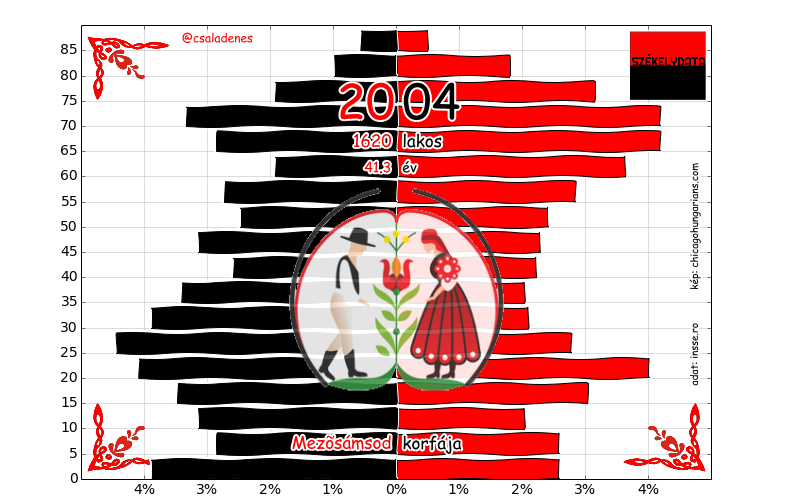 @csaladenes
SZÉKELYDATA
2004
1620 lakos
41,3 év
kép: chicagohungarians.com
adat: insse.ro
Mezősámsod korfája
85
80
75
70
65
60
55
50
45
40
35
30
25
20
15
10
5
0
4% 3% 2% 1% 0% 1% 2% 3% 4%